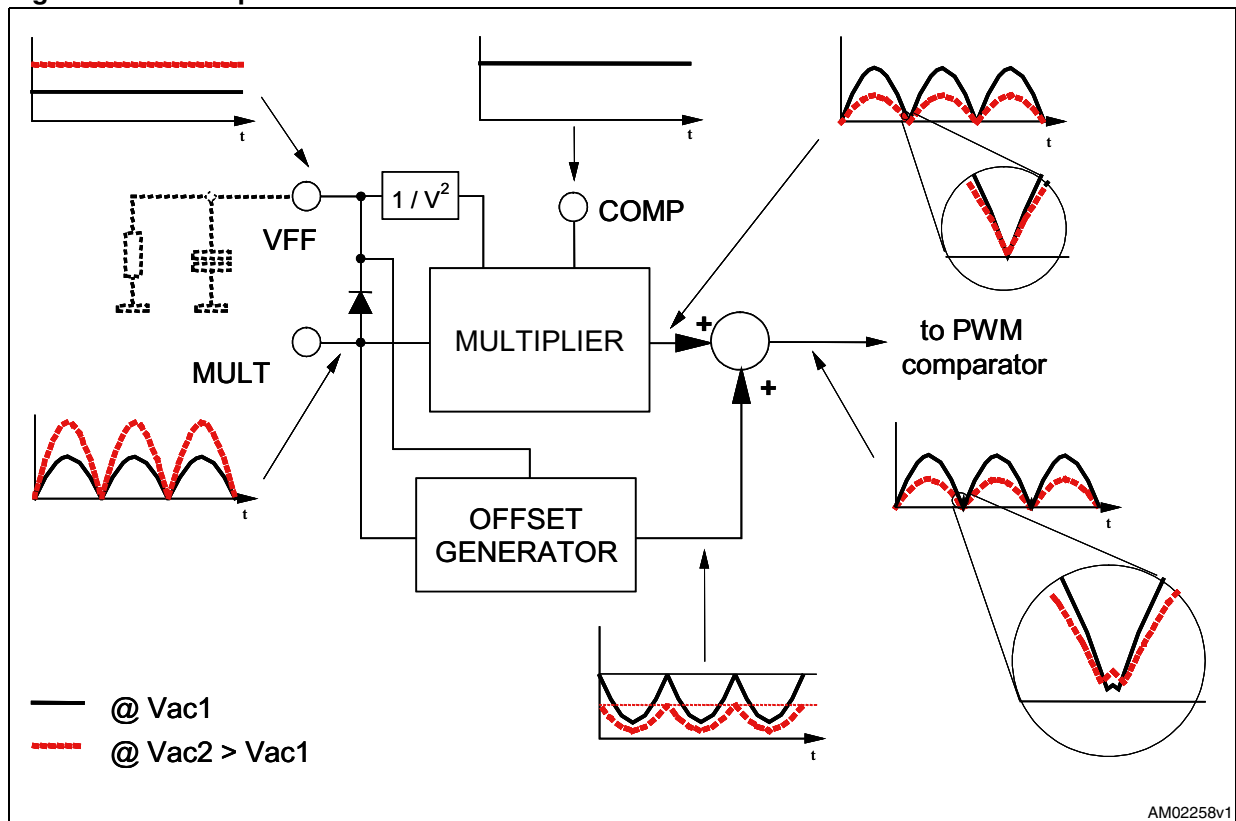 t
t
t
1 / V2
COMP
VFF
MULTIPLIER
+
+
to PWM
comparator
MULT
t
t
OFFSET
GENERATOR
@ Vac1
@ Vac2 > Vac1
t
AM02258v1